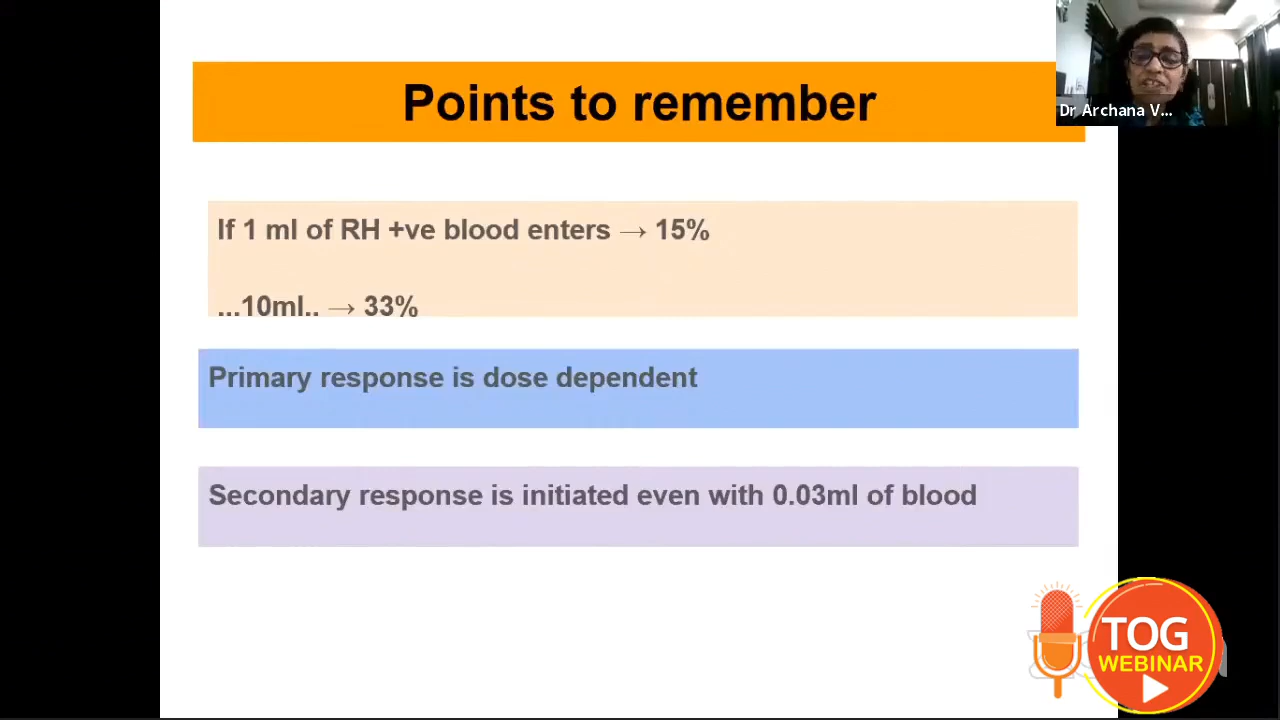 Points to remember
Dr Archana V...
If 1 ml of RH +ve blood enters → 15%
...10ml.. → 33%
Primary response is dose dependent
Secondary response is initiated even with 0.03ml of blood
TOG
WEBINAR